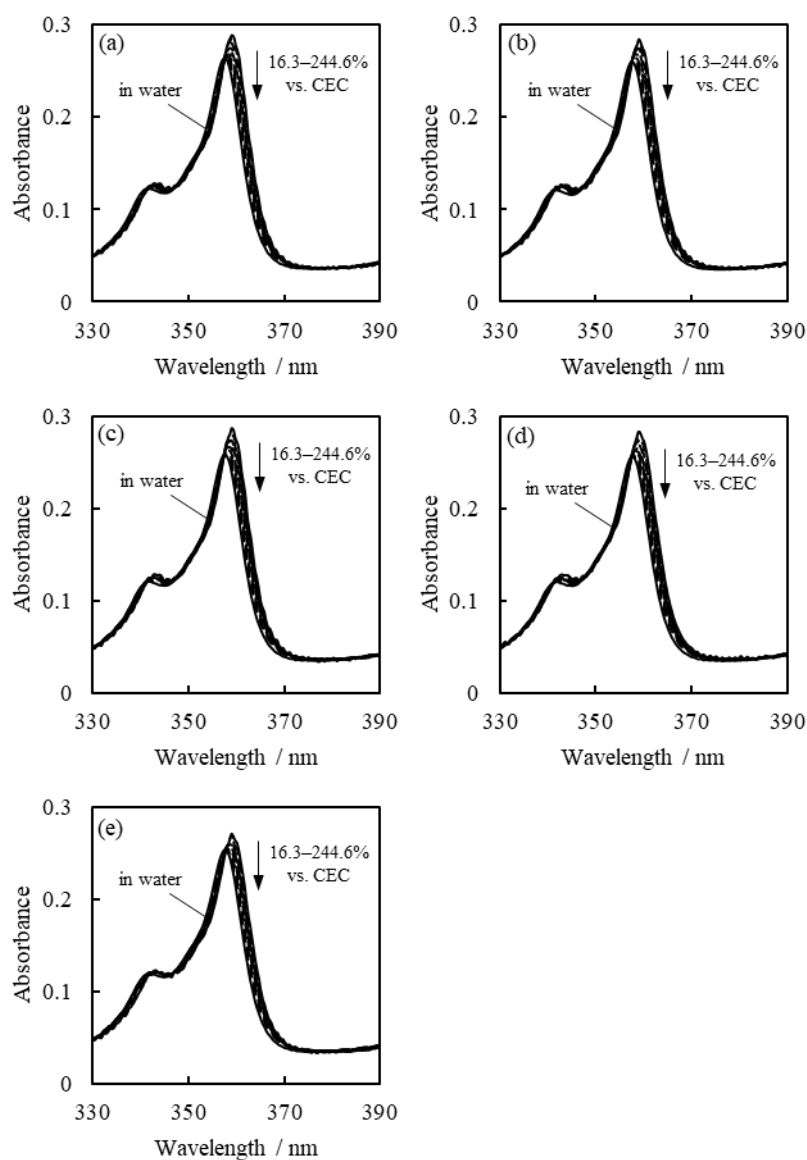 (a)
0.3
0.2
0.1
0
Absorbance
in water
16.3–244.6%
vs. CEC
330 350 370 390
Wavelength / nm
(b)
0.3
0.2
0.1
0
Absorbance
in water
16.3–244.6%
vs. CEC
330 350 370 390
Wavelength / nm
(c)
0.3
0.2
0.1
0
Absorbance
in water
16.3–244.6%
vs. CEC
330 350 370 390
Wavelength / nm
(d)
0.3
0.2
0.1
0
Absorbance
in water
16.3–244.6%
vs. CEC
330 350 370 390
Wavelength / nm
(e)
0.3
0.2
0.1
0
Absorbance
in water
16.3–244.6%
vs. CEC
330 350 370 390
Wavelength / nm